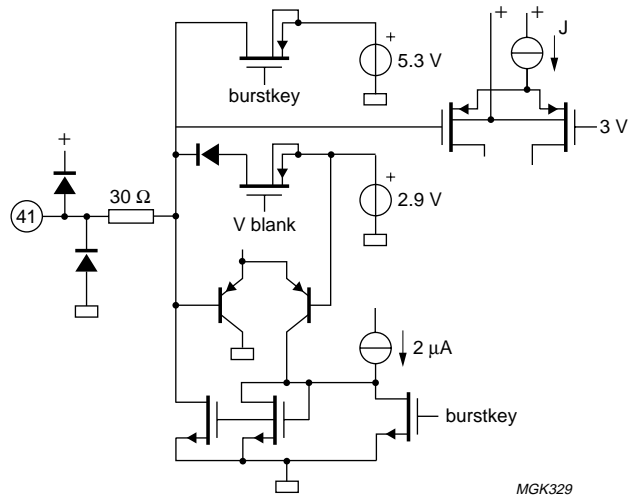 +
+
+
J
5.3 V
burstkey
3 V
+
+
30 Ω
41
2.9 V
V blank
2 μA
burstkey
MGK329